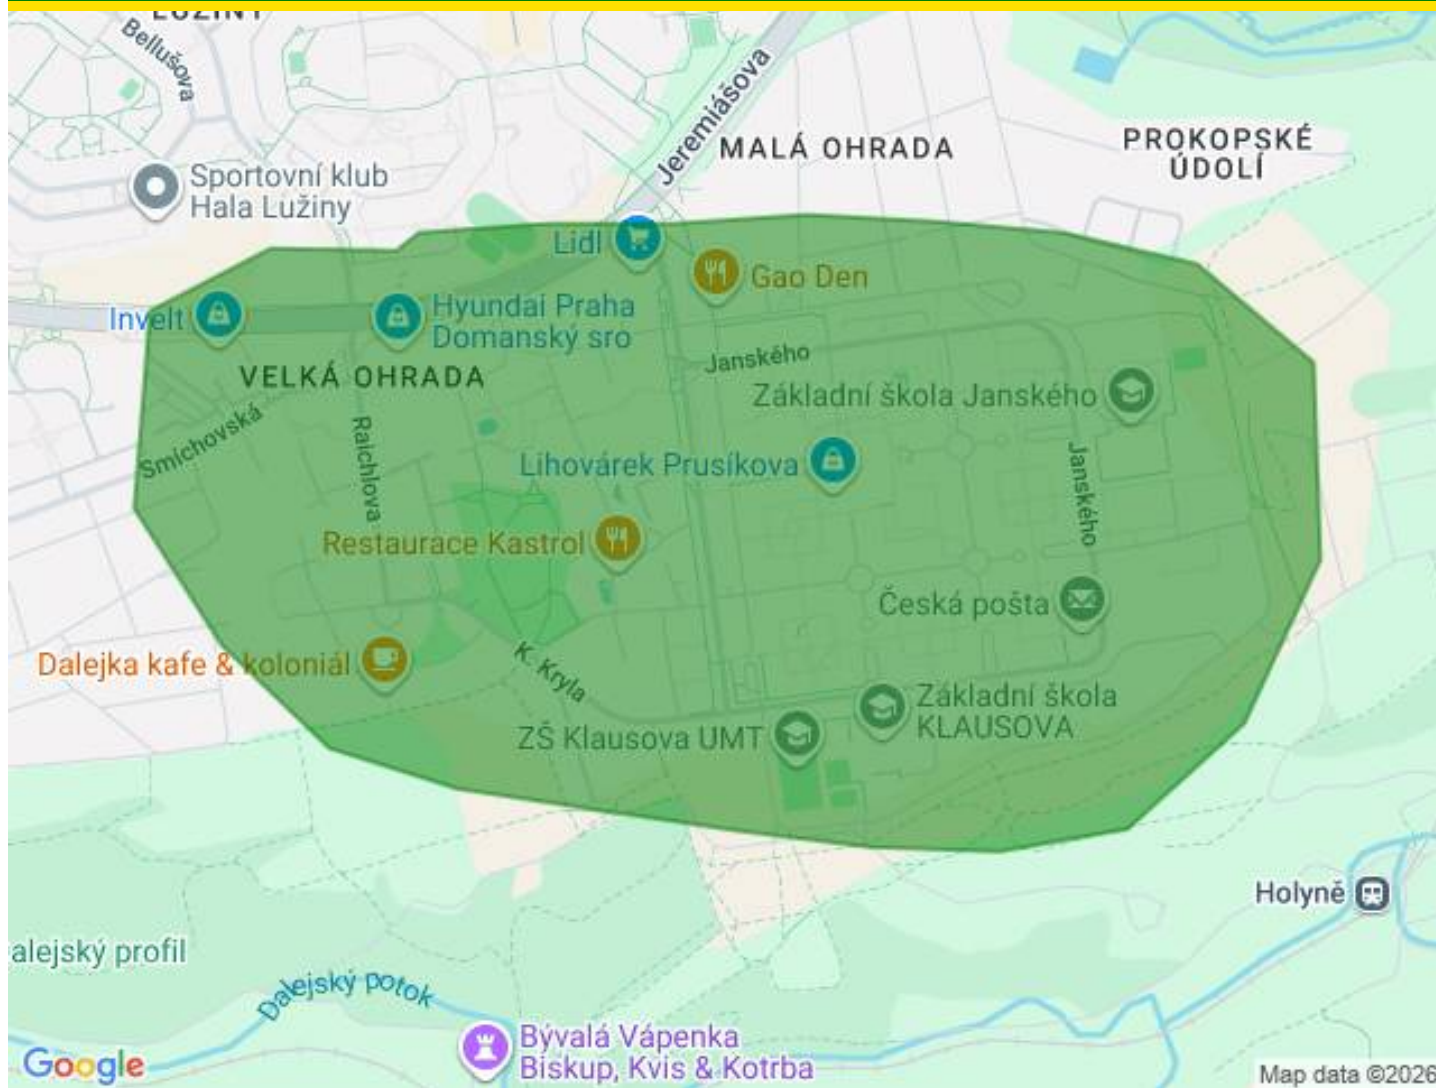 LUŽINY
Bellušova
Jeremiášova
MALÁ OHRADA
PROKOPSKÉ
ÚDOLÍ
Sportovní klub
Hala Lužiny
Lidl
Gao Den
Invelt
Hyundai Praha
Domanský sro
Janského
VELKÁ OHRADA
Základní škola Janského
Smíchovská
Raichlova
Lihovárek Prusíkova
Janského
Restaurace Kastrol
Česká pošta
Dalejka kafe & koloniál
K. Kryla
Základní škola
KLAUSOVA
ZŠ Klausova UMT
Holyně
alejský profil
Dalejský potok
Bývalá Vápenka
Biskup, Kvis & Kotrba
Google
Map data ©2026